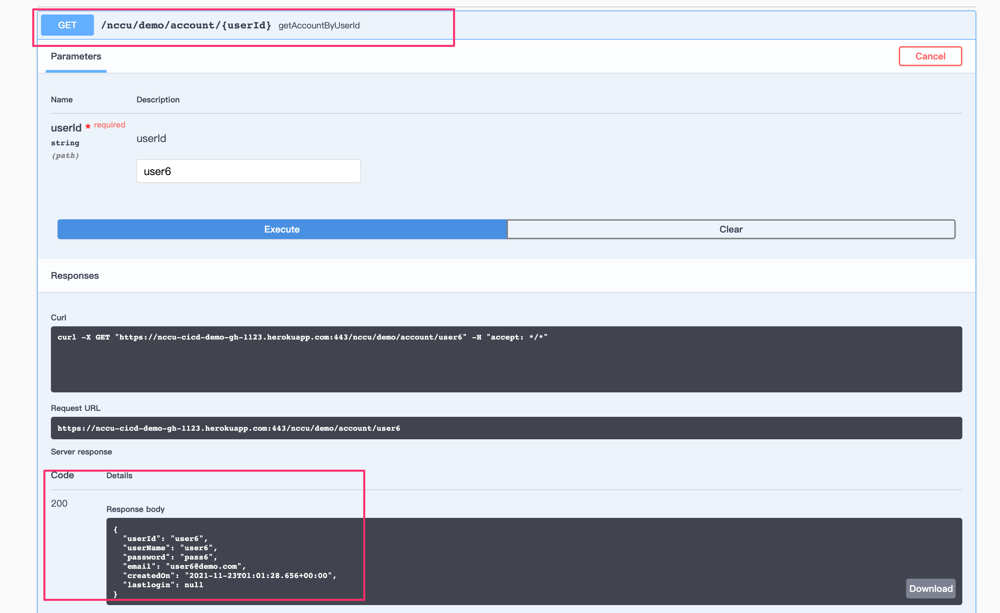 GET /nccu/demo/account/{userId} getAccountByUserId
Parameters
Cancel
Name Description
userId * required
string
(path)
userId
user6
Execute Clear
Responses
Curl
curl -X GET "https://nccu-cicd-demo-gh-1123.herokuapp.com:443/nccu/demo/account/user6" -H "accept: */*"
Request URL
https://nccu-cicd-demo-gh-1123.herokuapp.com:443/nccu/demo/account/user6
Server response
Code Details
200
Response body
{
"userId": "user6",
"userName": "user6",
"password": "pass6",
"email": "user6@demo.com",
"createdOn": "2021-11-23T01:01:28.656+00:00",
"lastlogin": null
}
Download